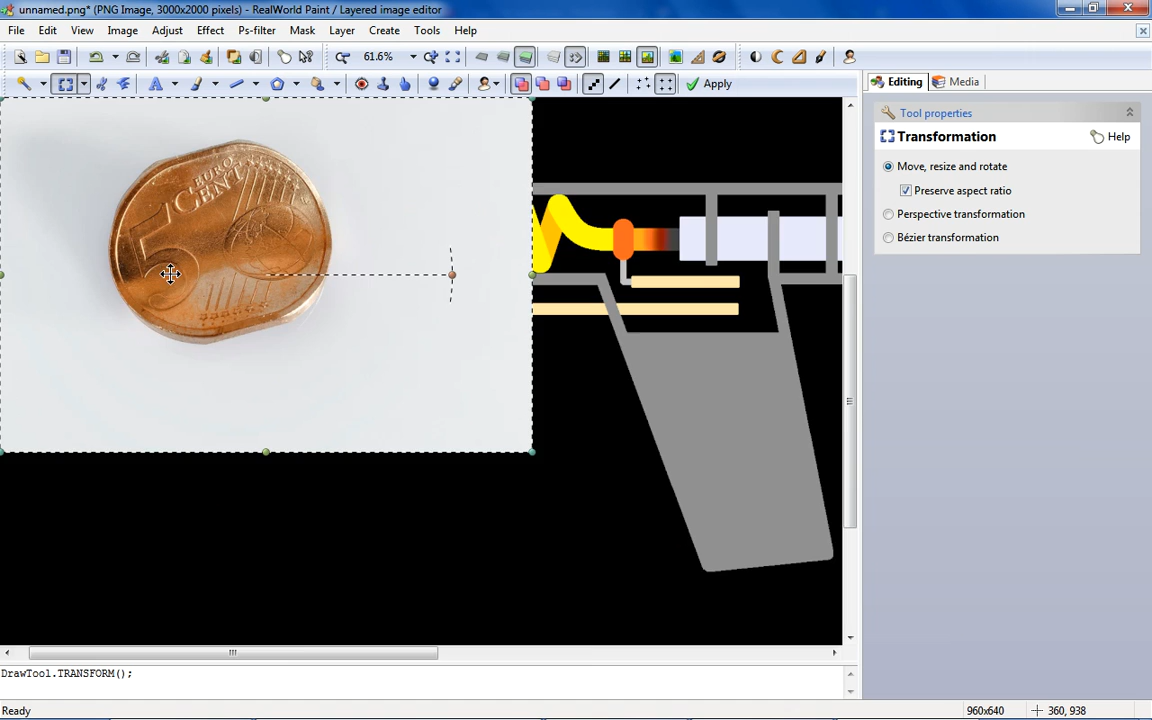 unnamed.png* (PNG Image, 3000x2000 pixels) - RealWorld Paint / Layered image editor
File Edit View Image Adjust Effect Ps-filter Mask Layer Create Tools Help
61.6%
Apply
Editing Media
Tool properties
Transformation Help
Move, resize and rotate
Preserve aspect ratio
Perspective transformation
Bézier transformation
5
EURO
CENT
DrawTool.TRANSFORM();
Ready 960x640 360, 938